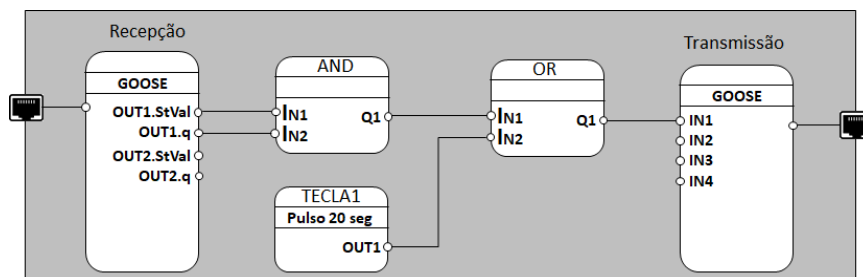 Recepção
GOOSE
OUT1.StVal
OUT1.q
OUT2.StVal
OUT2.q
AND
IN1
IN2
Q1
TECLA1
Pulso 20 seg
OUT1
OR
IN1
IN2
Q1
Transmissão
GOOSE
IN1
IN2
IN3
IN4